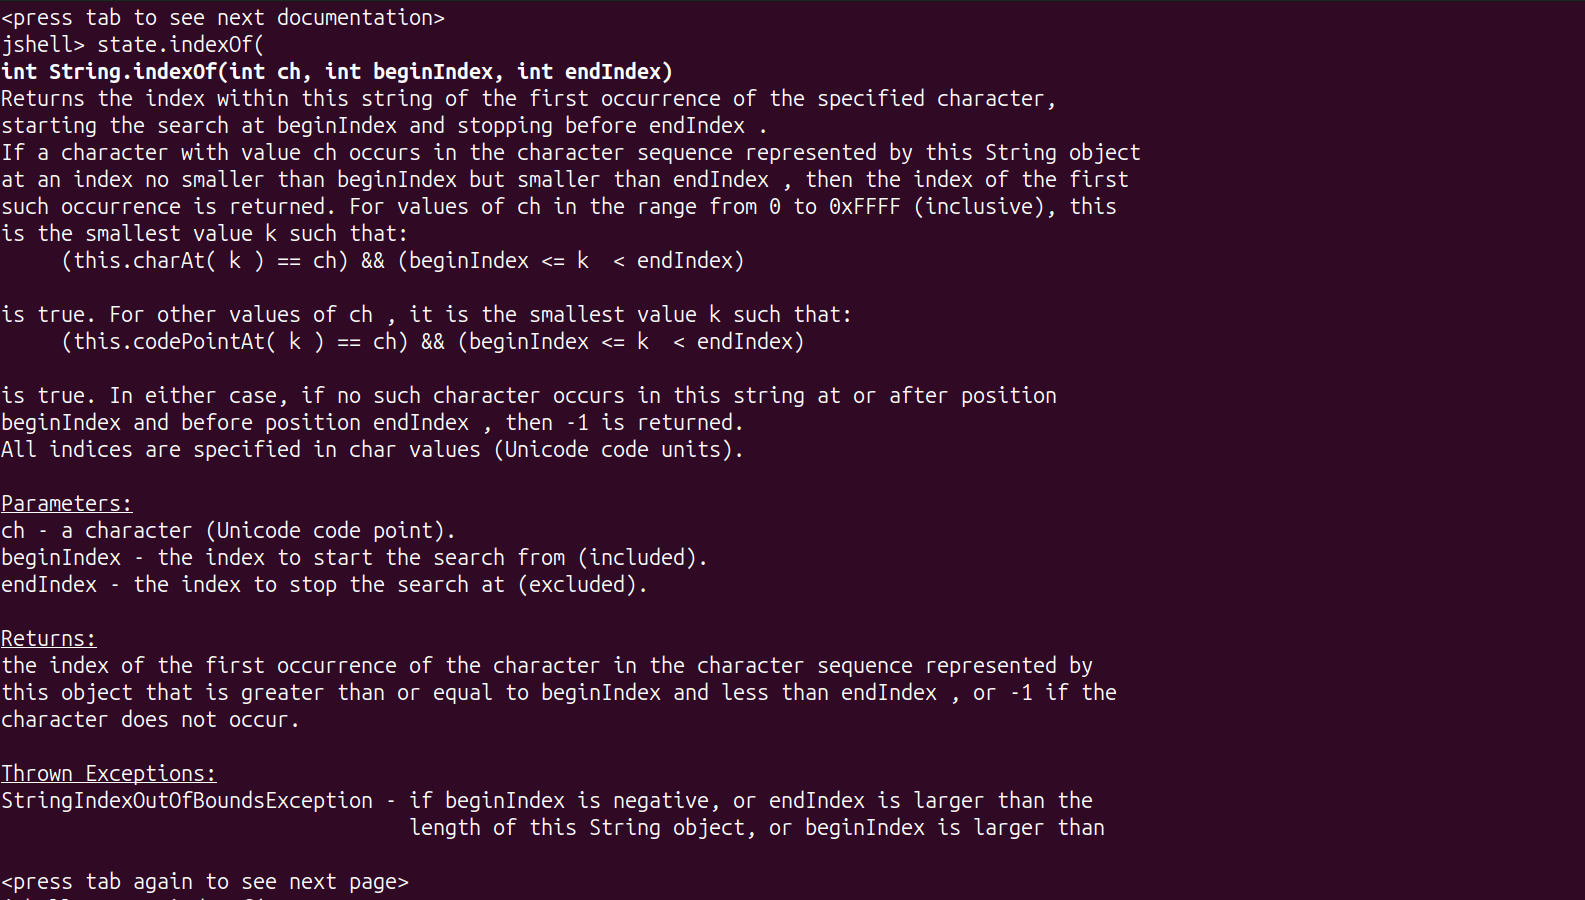 <press tab to see next documentation>
jshell> state.indexOf(
int String.indexOf(int ch, int beginIndex, int endIndex)
Returns the index within this string of the first occurrence of the specified character,
starting the search at beginIndex and stopping before endIndex .
If a character with value ch occurs in the character sequence represented by this String object
at an index no smaller than beginIndex but smaller than endIndex , then the index of the first
such occurrence is returned. For values of ch in the range from 0 to 0xFFFF (inclusive), this
is the smallest value k such that:
     (this.charAt( k ) == ch) && (beginIndex <= k  < endIndex)

is true. For other values of ch , it is the smallest value k such that:
     (this.codePointAt( k ) == ch) && (beginIndex <= k  < endIndex)

is true. In either case, if no such character occurs in this string at or after position
beginIndex and before position endIndex , then -1 is returned.
All indices are specified in char values (Unicode code units).

Parameters:
ch - a character (Unicode code point).
beginIndex - the index to start the search from (included).
endIndex - the index to stop the search at (excluded).

Returns:
the index of the first occurrence of the character in the character sequence represented by
this object that is greater than or equal to beginIndex and less than endIndex , or -1 if the
character does not occur.

Thrown Exceptions:
StringIndexOutOfBoundsException - if beginIndex is negative, or endIndex is larger than the
                                  length of this String object, or beginIndex is larger than

<press tab again to see next page>